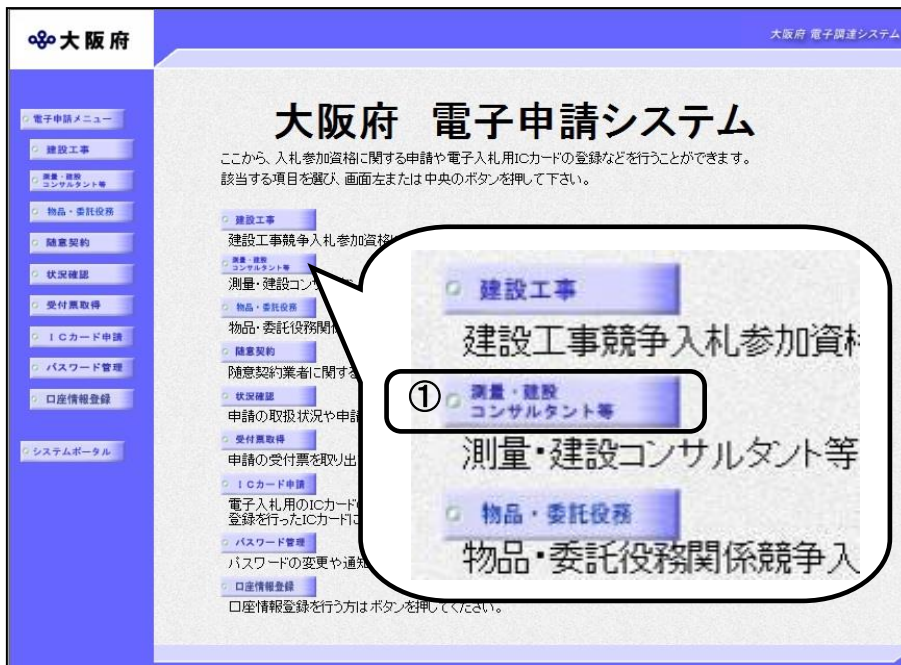 大阪府
大阪府 電子調達システム
電子申請メニュー
建設工事
測量・建設
コンサルタント等
物品・委託役務
随意契約
状況確認
受付票取得
ICカード申請
パスワード管理
口座情報登録
システムポータル
大阪府 電子申請システム
ここから、入札参加資格に関する申請や電子入札用ICカードの登録などを行うことができます。
該当する項目を選び、画面左または中央のボタンを押して下さい。
建設工事
建設工事競争入札参加資格
測量・建設
コンサルタント等
測量・建設コン
物品・委託役務
物品・委託役務関
随意契約
随意契約業者に関する
状況確認
申請の取扱状況や申請
受付票取得
申請の受付票を取り出
ICカード申請
電子入札用のICカードの
登録を行ったICカードに
パスワード管理
パスワードの変更や通知
口座情報登録
口座情報登録を行う方はボタンを押してください。
建設工事
建設工事競争入札参加資格
① 測量・建設
コンサルタント等
測量・建設コンサルタント等
物品・委託役務
物品・委託役務関係競争入